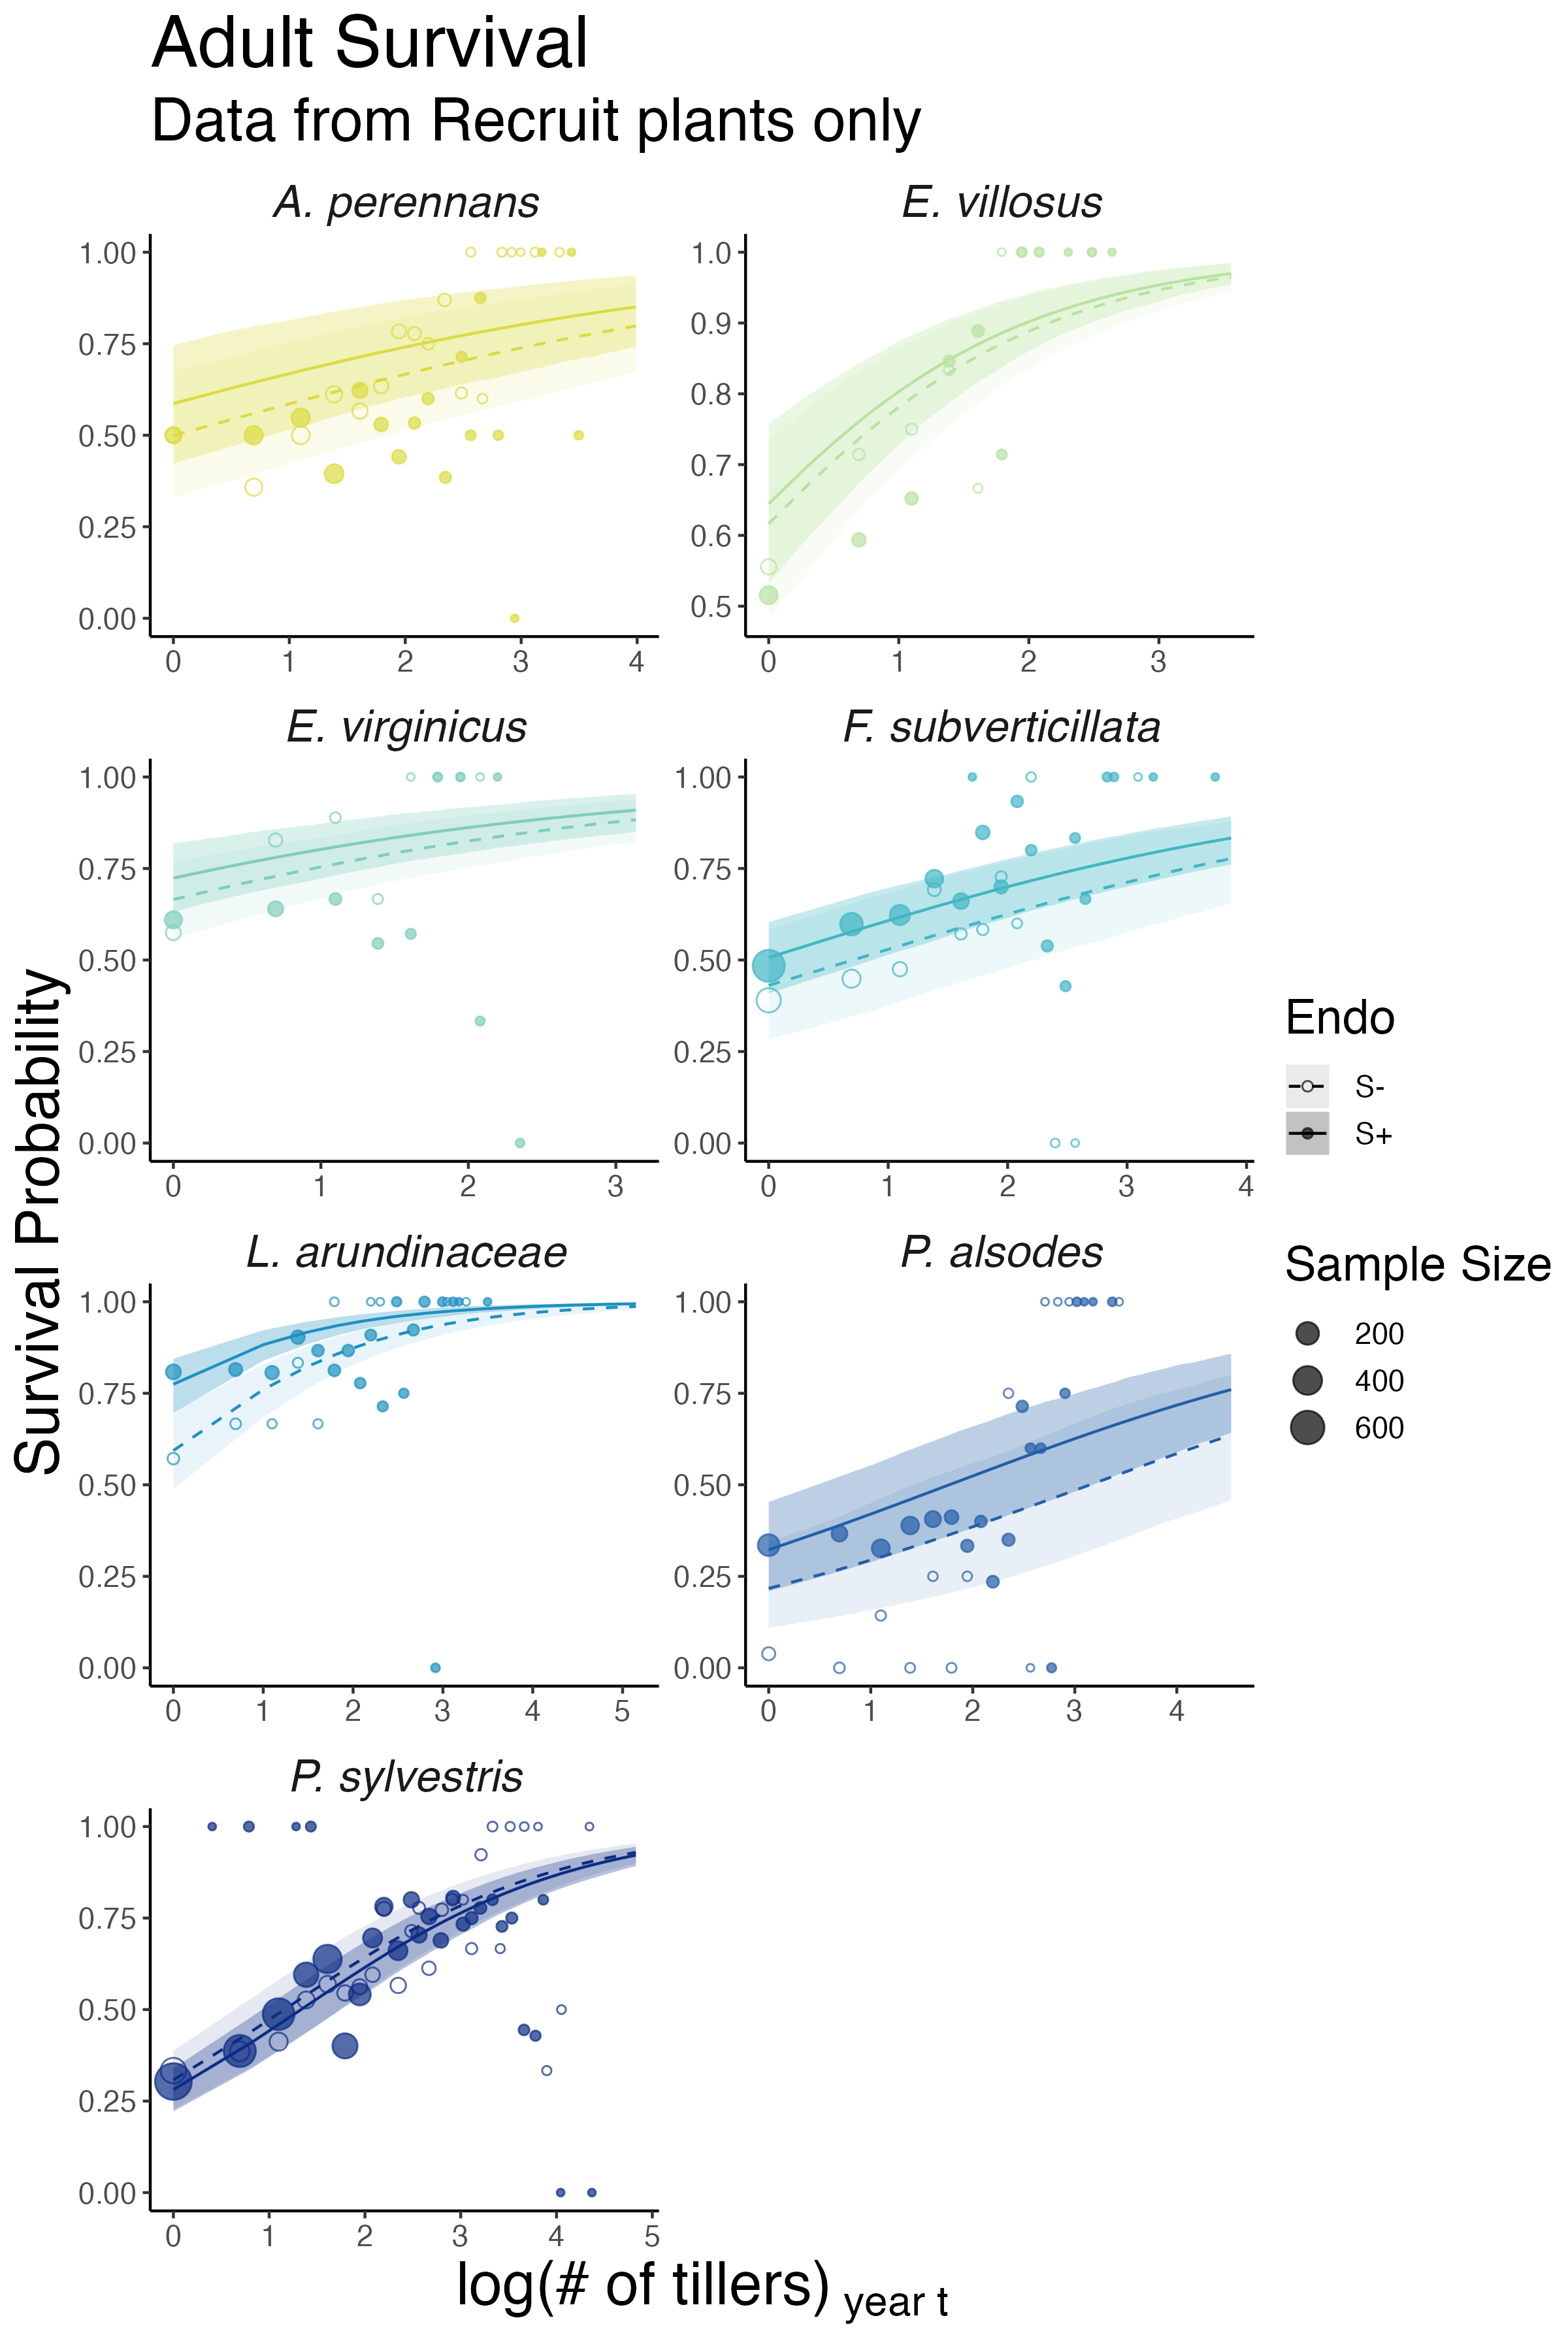 Adult Survival
Data from Recruit plants only
A. perennans
1.00
0.75
0.50
0.25
0.00
0 1 2 3 4
E. villosus
1.0
0.9
0.8
0.7
0.6
0.5
0 1 2 3
E. virginicus
1.00
0.75
0.50
0.25
0.00
0 1 2 3
F. subverticillata
1.00
0.75
0.50
0.25
0.00
0 1 2 3 4
L. arundinaceae
1.00
0.75
0.50
0.25
0.00
0 1 2 3 4 5
P. alsodes
1.00
0.75
0.50
0.25
0.00
0 1 2 3 4
P. sylvestris
1.00
0.75
0.50
0.25
0.00
0 1 2 3 4 5
Survival Probability
log(# of tillers) year t
Endo
S-
S+
Sample Size
200
400
600